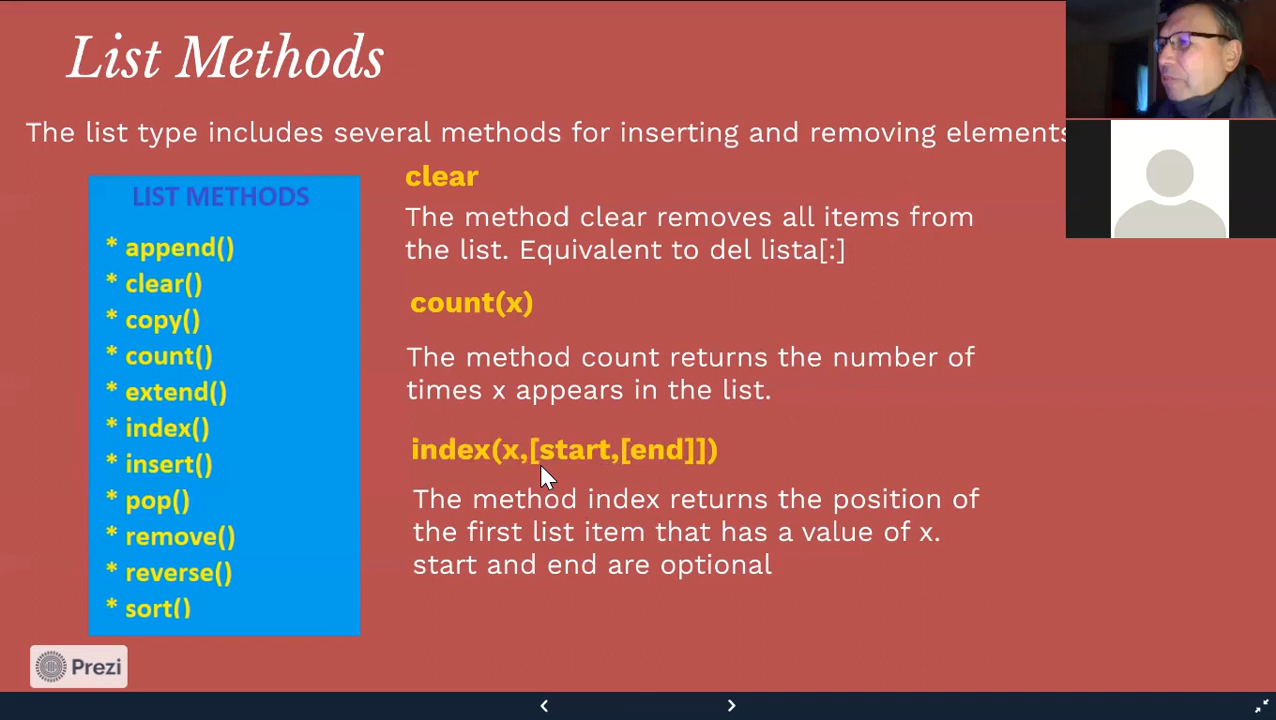 List Methods
The list type includes several methods for inserting and removing elements
LIST METHODS
* append()
* clear()
* copy()
* count()
* extend()
* index()
* insert()
* pop()
* remove()
* reverse()
* sort()
clear
The method clear removes all items from
the list. Equivalent to del lista[:]
count(x)
The method count returns the number of
times x appears in the list.
index(x,[start,[end]])
The method index returns the position of
the first list item that has a value of x.
start and end are optional
Prezi